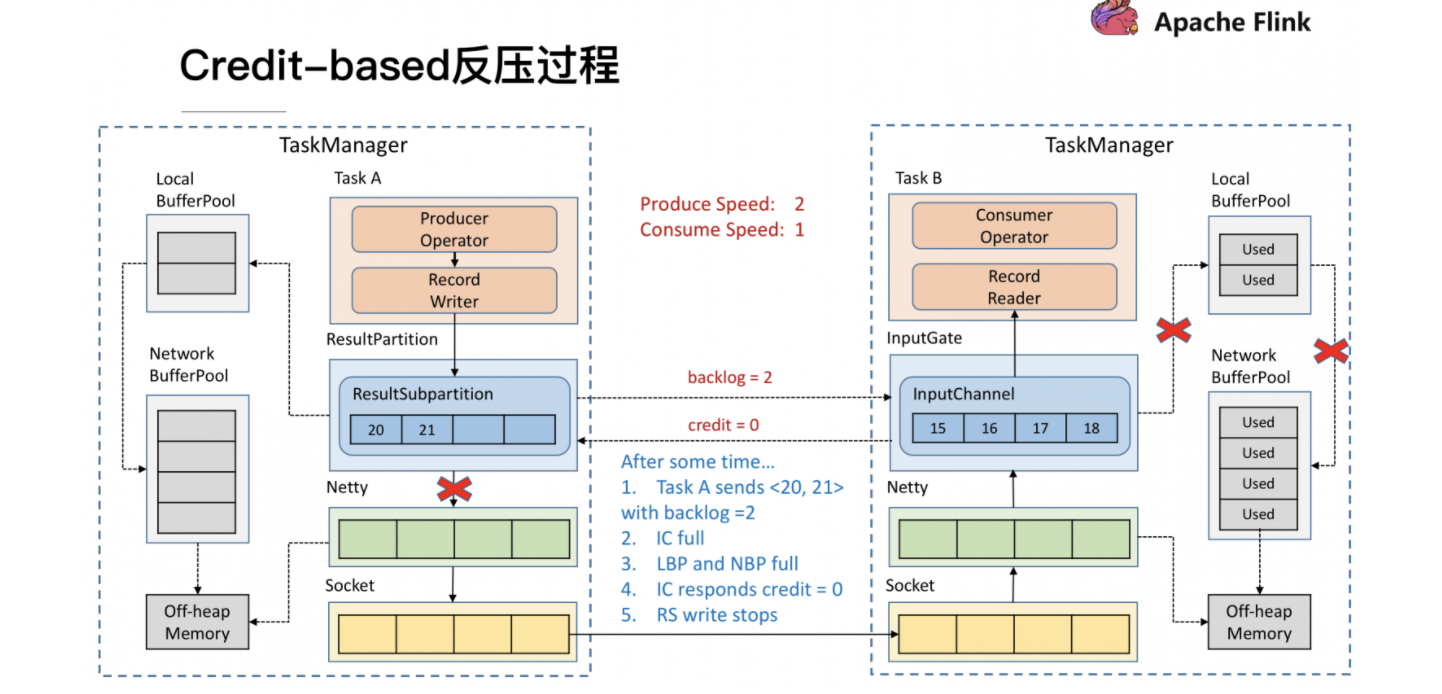 Apache Flink
Credit-based反压过程
TaskManager
Local
BufferPool
Task A
Producer
Operator
Record
Writer
ResultPartition
Network
BufferPool
ResultSubpartition
20 21
Netty
Socket
Off-heap
Memory
Produce Speed: 2
Consume Speed: 1
backlog = 2
credit = 0
After some time...
1. Task A sends <20, 21>
with backlog =2
2. IC full
3. LBP and NBP full
4. IC responds credit = 0
5. RS write stops
TaskManager
Task B
Consumer
Operator
Record
Reader
InputGate
InputChannel
15 16 17 18
Netty
Socket
Local
BufferPool
Used
Used
Network
BufferPool
Used
Used
Used
Used
Off-heap
Memory